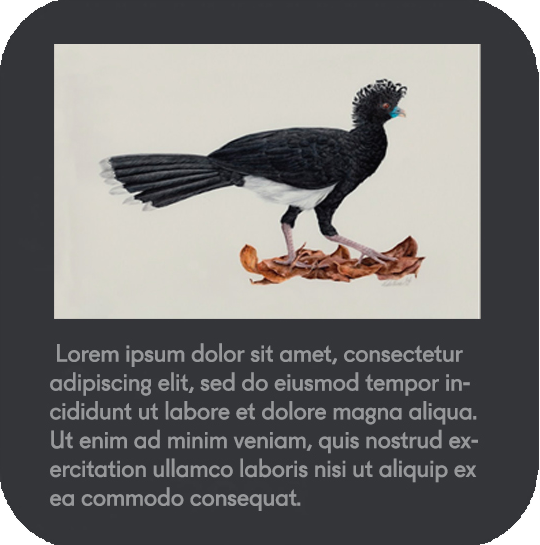 Lorem ipsum dolor sit amet, consectetur
adipiscing elit, sed do eiusmod tempor in-
cididunt ut labore et dolore magna aliqua.
Ut enim ad minim veniam, quis nostrud ex-
ercitation ullamco laboris nisi ut aliquip ex
ea commodo consequat.